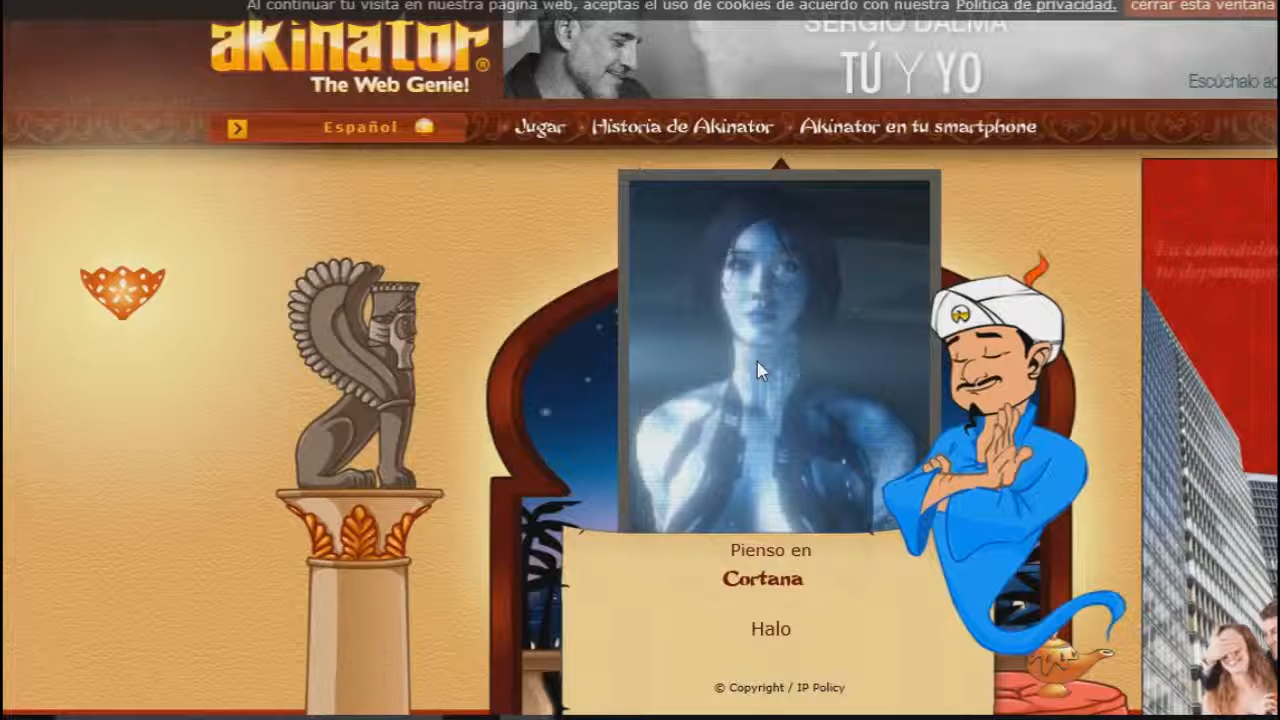 Al continuar tu visita en nuestra página web, aceptas el uso de cookies de acuerdo con nuestra Política de privacidad. cerrar esta ventana
akinator®
The Web Genie!
SERGIO DALMA
TÚ Y YO
Escúchalo
Español
Jugar
Historia de Akinator
Akinator en tu smartphone
Pienso en
Cortana
Halo
© Copyright / IP Policy